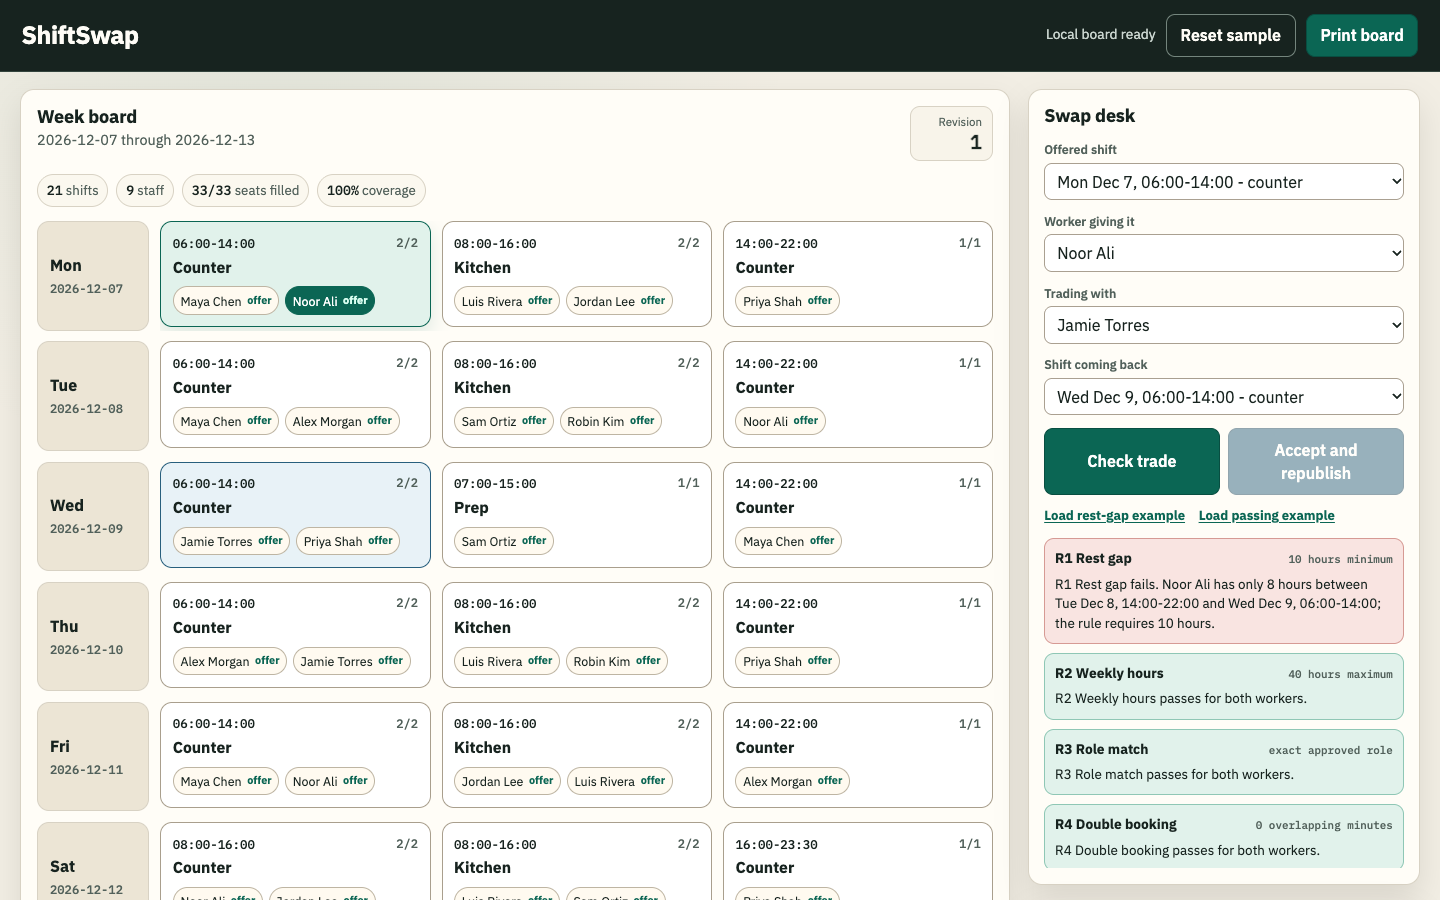 ShiftSwap
Local board ready
Reset sample
Print board
Week board
2026-12-07 through 2026-12-13
Revision
1
21 shifts
9 staff
33/33 seats filled
100% coverage
Mon
2026-12-07
06:00-14:00 2/2
Counter
Maya Chen offer
Noor Ali offer
08:00-16:00 2/2
Kitchen
Luis Rivera offer
Jordan Lee offer
14:00-22:00 1/1
Counter
Priya Shah offer
Tue
2026-12-08
06:00-14:00 2/2
Counter
Maya Chen offer
Alex Morgan offer
08:00-16:00 2/2
Kitchen
Sam Ortiz offer
Robin Kim offer
14:00-22:00 1/1
Counter
Noor Ali offer
Wed
2026-12-09
06:00-14:00 2/2
Counter
Jamie Torres offer
Priya Shah offer
07:00-15:00 1/1
Prep
Sam Ortiz offer
14:00-22:00 1/1
Counter
Maya Chen offer
Thu
2026-12-10
06:00-14:00 2/2
Counter
Alex Morgan offer
Jamie Torres offer
08:00-16:00 2/2
Kitchen
Luis Rivera offer
Robin Kim offer
14:00-22:00 1/1
Counter
Priya Shah offer
Fri
2026-12-11
06:00-14:00 2/2
Counter
Maya Chen offer
Noor Ali offer
08:00-16:00 2/2
Kitchen
Jordan Lee offer
Luis Rivera offer
14:00-22:00 1/1
Counter
Alex Morgan offer
Sat
2026-12-12
08:00-16:00 2/2
Counter
Noor Ali offer
Jordan Lee offer
08:00-16:00 2/2
Kitchen
Luis Rivera offer
Sam Ortiz offer
16:00-23:30 1/1
Counter
Priya Shah offer
Swap desk
Offered shift
Mon Dec 7, 06:00-14:00 - counter
Worker giving it
Noor Ali
Trading with
Jamie Torres
Shift coming back
Wed Dec 9, 06:00-14:00 - counter
Check trade
Accept and
republish
Load rest-gap example
Load passing example
R1 Rest gap 10 hours minimum
R1 Rest gap fails. Noor Ali has only 8 hours between
Tue Dec 8, 14:00-22:00 and Wed Dec 9, 06:00-14:00;
the rule requires 10 hours.
R2 Weekly hours 40 hours maximum
R2 Weekly hours passes for both workers.
R3 Role match exact approved role
R3 Role match passes for both workers.
R4 Double booking 0 overlapping minutes
R4 Double booking passes for both workers.